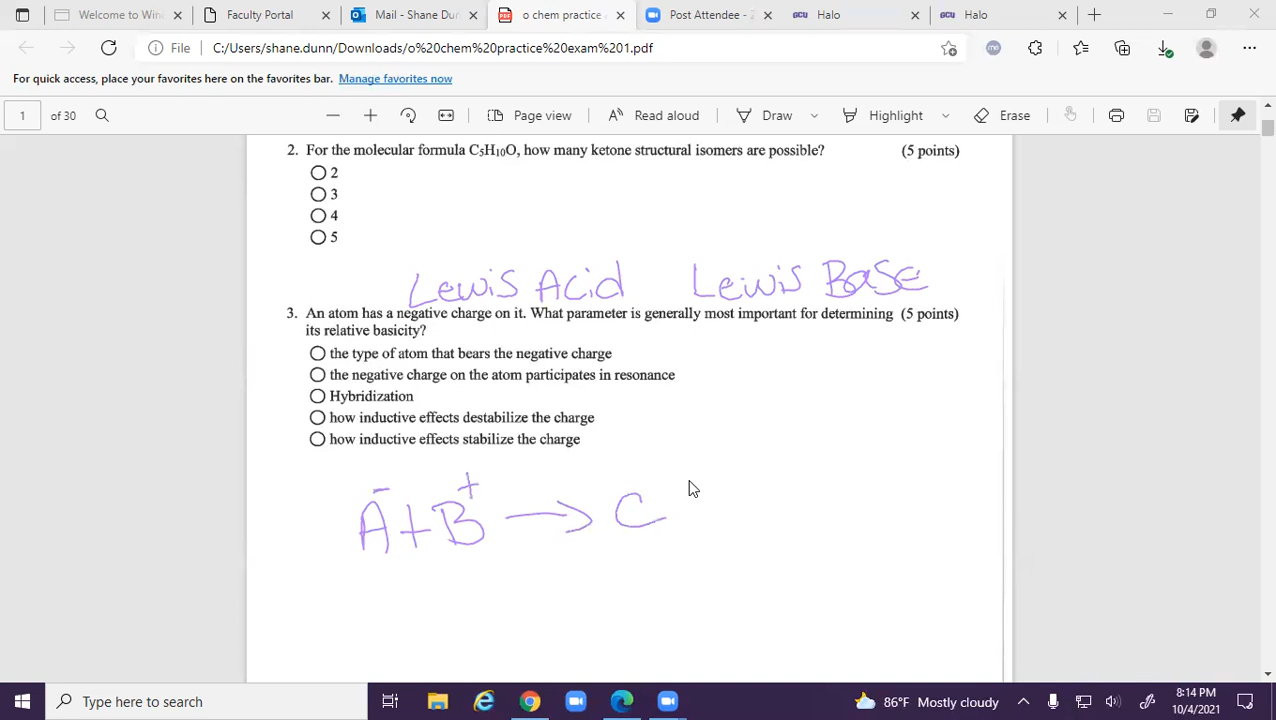 Welcome to Win
Faculty Portal
Mail - Shane Du
o chem practice
Post Attendee - Z
GCU Halo
GCU Halo
File C:/Users/shane.dunn/Downloads/o%20chem%20practice%20exam%201.pdf
For quick access, place your favorites here on the favorites bar. Manage favorites now
1 of 30 Page view Read aloud Draw Highlight Erase
2. For the molecular formula C₅H₁₀O, how many ketone structural isomers are possible? (5 points)
2
3
4
5
Lewis Acid Lewis Base
3. An atom has a negative charge on it. What parameter is generally most important for determining (5 points)
its relative basicity?
the type of atom that bears the negative charge
the negative charge on the atom participates in resonance
Hybridization
how inductive effects destabilize the charge
how inductive effects stabilize the charge
A⁻ + B⁺ → C
Type here to search
86°F Mostly cloudy
8:14 PM
10/4/2021